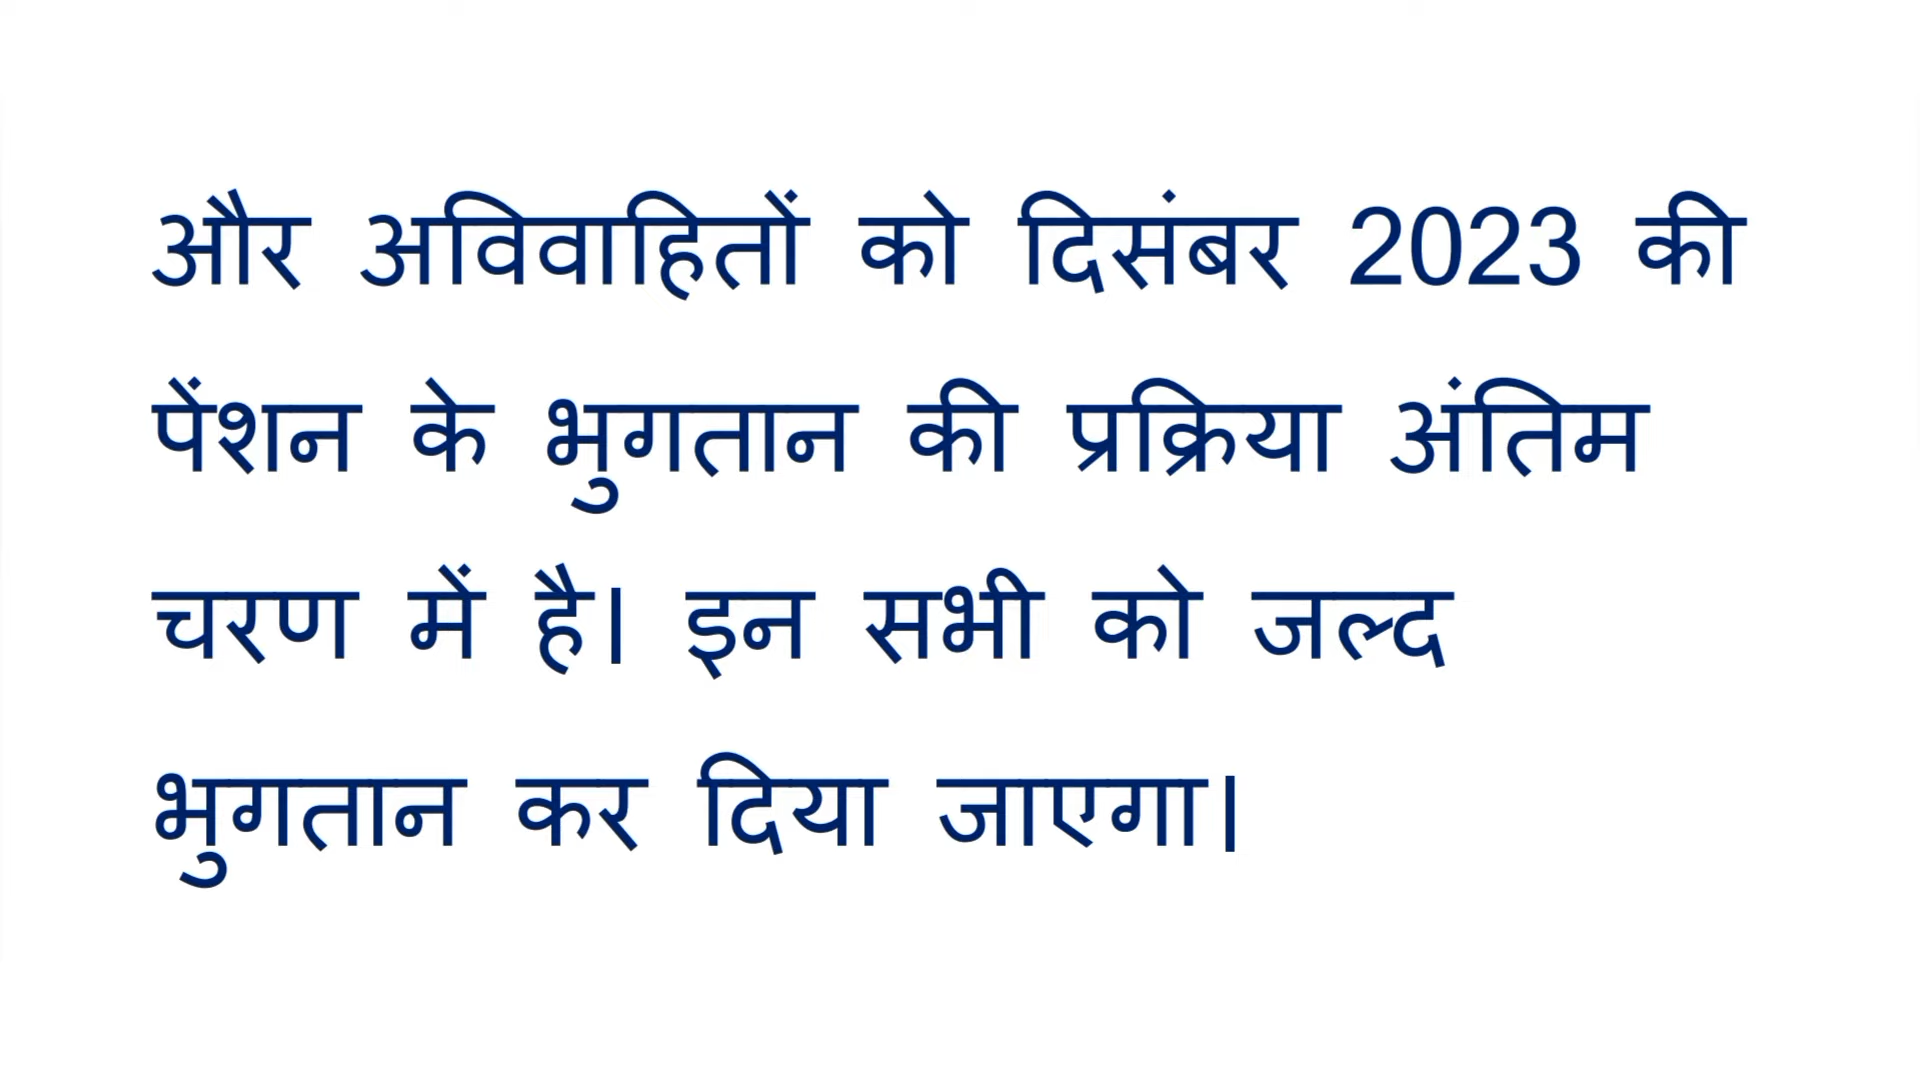 और अविवाहितों को दिसंबर 2023 की
पेंशन के भुगतान की प्रक्रिया अंतिम
चरण में है। इन सभी को जल्द
भुगतान कर दिया जाएगा।